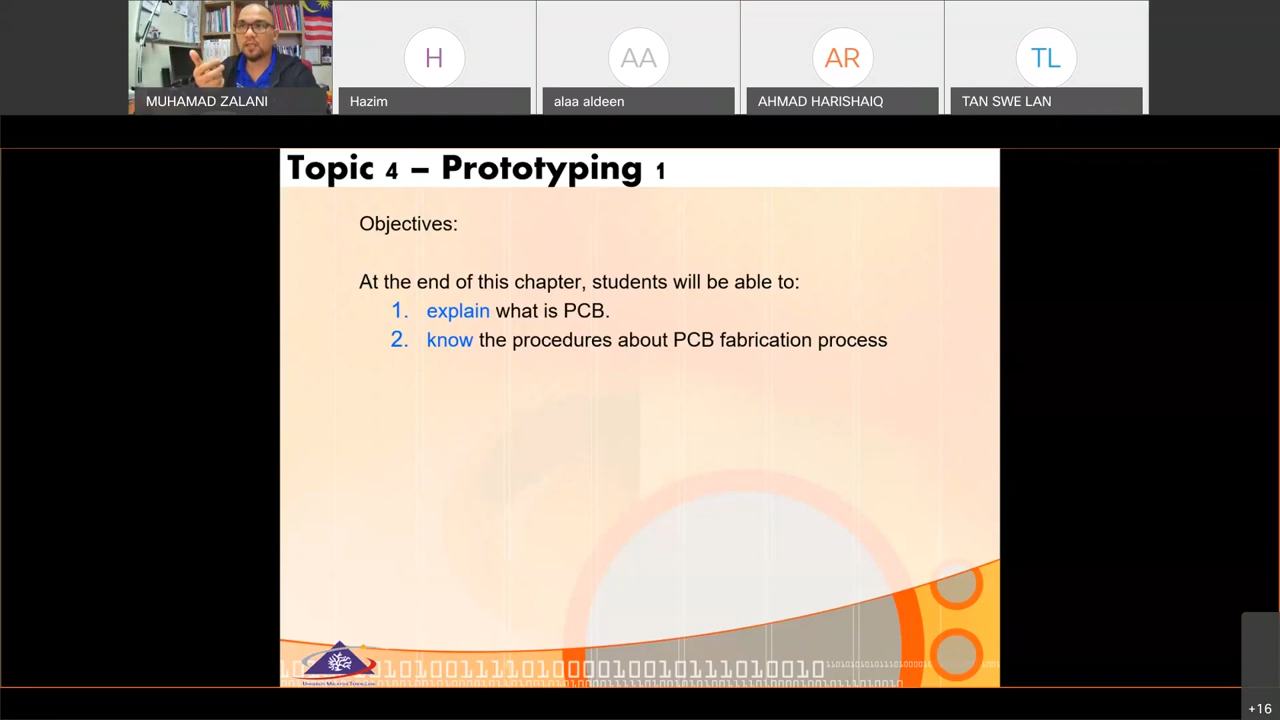 MUHAMAD ZALANI
H
Hazim
AA
alaa aldeen
AR
AHMAD HARISHAIQ
TL
TAN SWE LAN
Topic 4 – Prototyping 1
Objectives:
At the end of this chapter, students will be able to:
1. explain what is PCB.
2. know the procedures about PCB fabrication process
+16